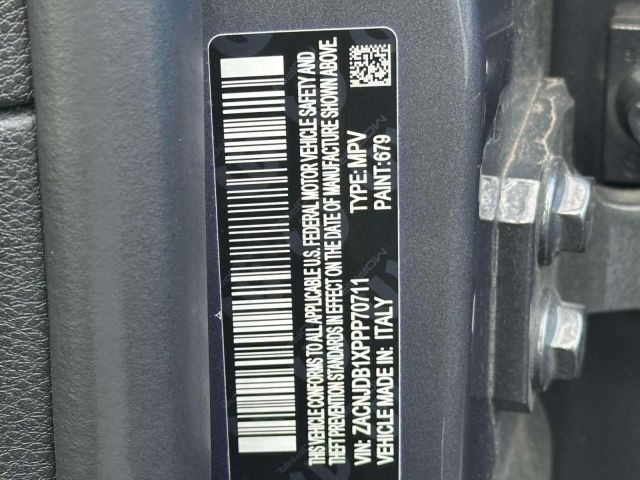 THIS VEHICLE CONFORMS TO ALL APPLICABLE U.S. FEDERAL MOTOR VEHICLE SAFETY AND
THEFT PREVENTION STANDARDS IN EFFECT ON THE DATE OF MANUFACTURE SHOWN ABOVE.
VIN: ZACNJDB1XPPP70711 TYPE: MPV
VEHICLE MADE IN: ITALY PAINT: 679